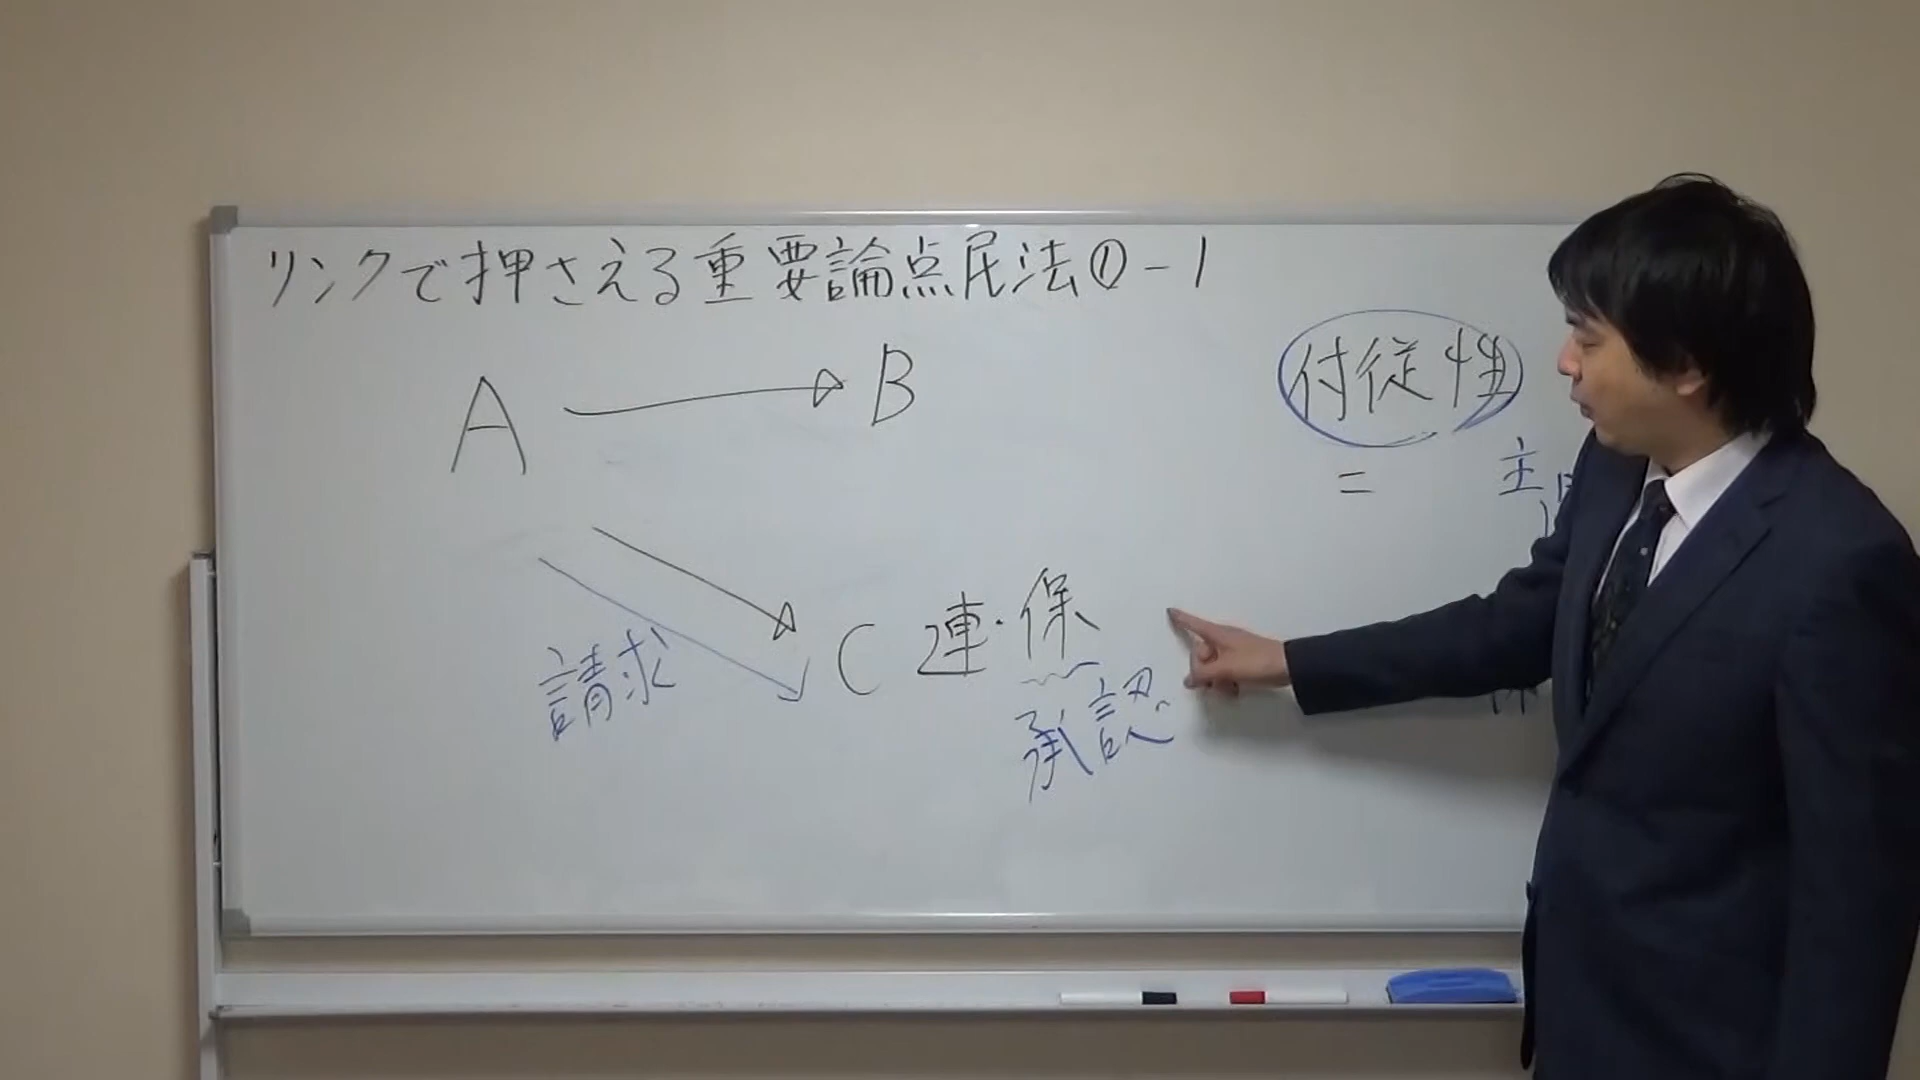 リンクで押さえる重要論点民法①-1
A
B
付従性
=
主
C 連・保
請求
承認